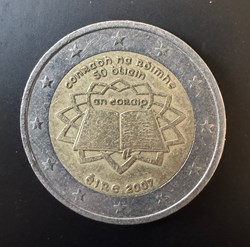 Conradh na Róimhe
50 bliain
An Eoraip
Éire 2007